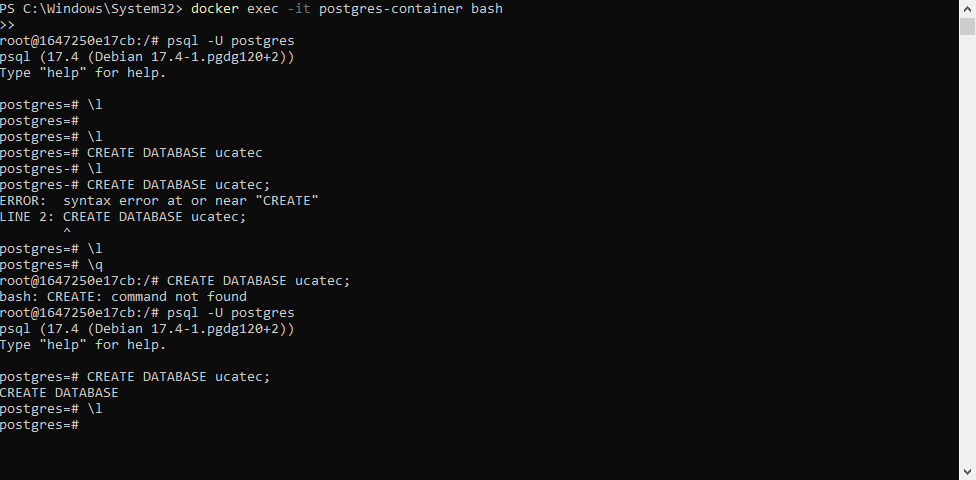 PS C:\Windows\System32> docker exec -it postgres-container bash
>>
root@1647250e17cb:/# psql -U postgres
psql (17.4 (Debian 17.4-1.pgdg120+2))
Type "help" for help.

postgres=# \l
postgres=#
postgres=# \l
postgres=# CREATE DATABASE ucatec
postgres-# \l
postgres-# CREATE DATABASE ucatec;
ERROR:  syntax error at or near "CREATE"
LINE 2: CREATE DATABASE ucatec;
        ^
postgres=# \l
postgres=# \q
root@1647250e17cb:/# CREATE DATABASE ucatec;
bash: CREATE: command not found
root@1647250e17cb:/# psql -U postgres
psql (17.4 (Debian 17.4-1.pgdg120+2))
Type "help" for help.

postgres=# CREATE DATABASE ucatec;
CREATE DATABASE
postgres=# \l
postgres=#